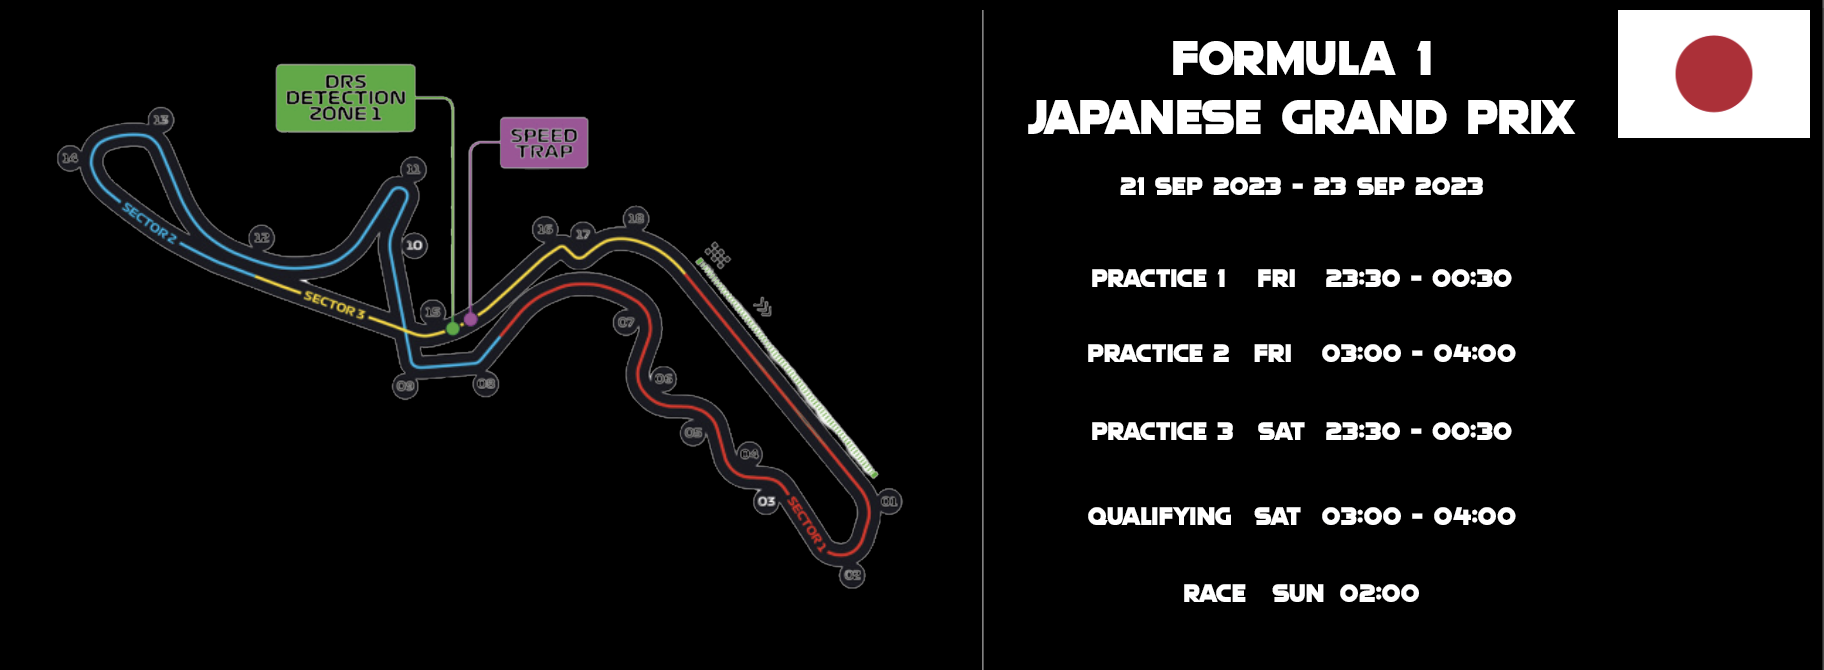 DRS
DETECTION
ZONE 1
SPEED
TRAP
13
14
11
SECTOR 2
12
10
16
17
18
SECTOR 3
15
07
09
08
06
05
04
03
01
SECTOR 1
02
FORMULA 1
JAPANESE GRAND PRIX
21 SEP 2023 - 23 SEP 2023
PRACTICE 1 FRI 23:30 - 00:30
PRACTICE 2 FRI 03:00 - 04:00
PRACTICE 3 SAT 23:30 - 00:30
QUALIFYING SAT 03:00 - 04:00
RACE SUN 02:00